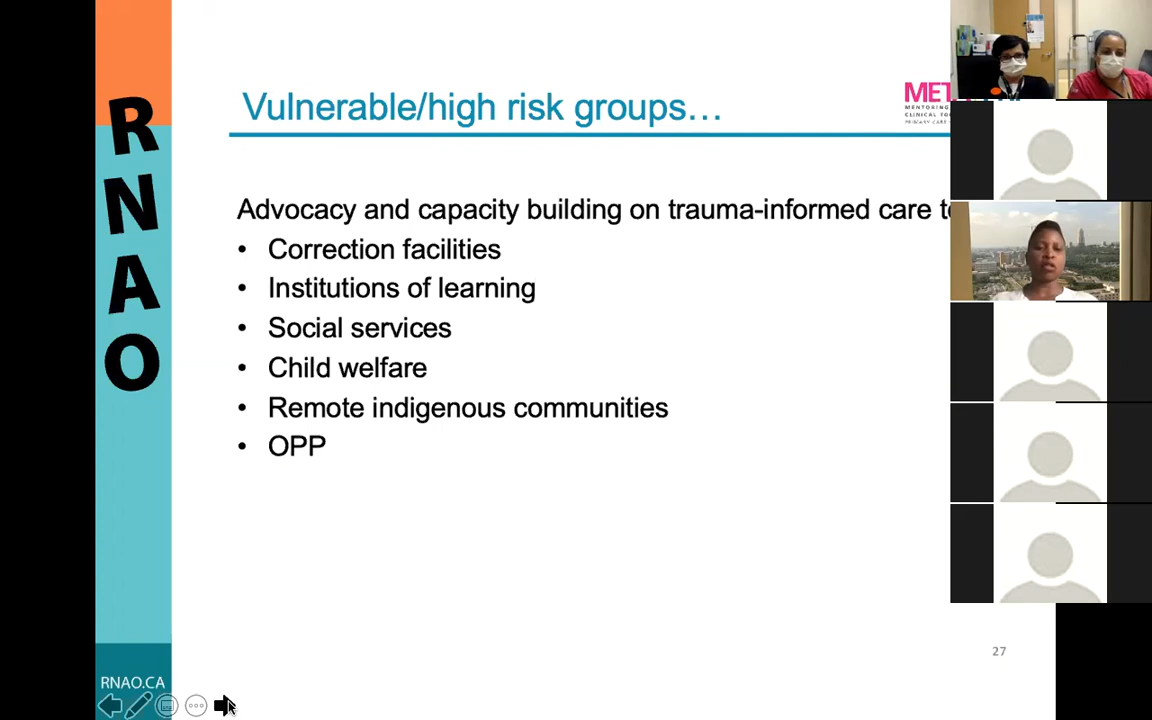 RNAO
Vulnerable/high risk groups…
MENTORING
CLINICAL
PRIMARY CARE
Advocacy and capacity building on trauma-informed care
• Correction facilities
• Institutions of learning
• Social services
• Child welfare
• Remote indigenous communities
• OPP
27
RNAO.CA